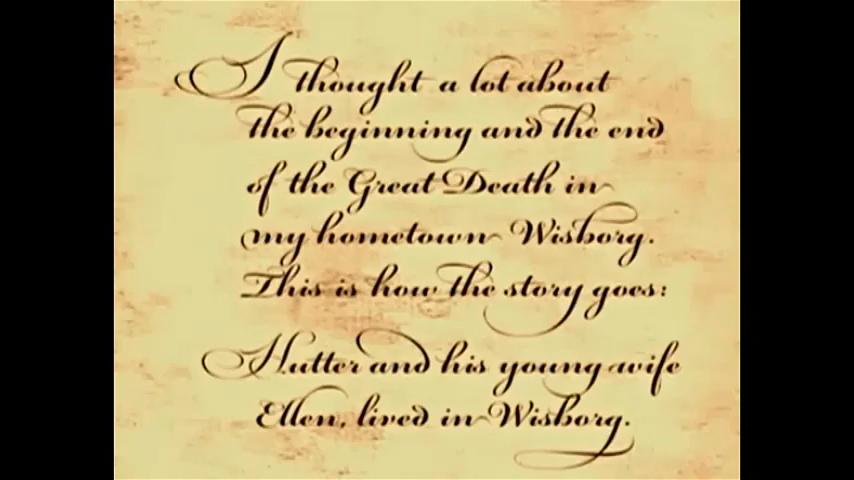 I thought a lot about
the beginning and the end
of the Great Death in
my hometown Wisborg.
This is how the story goes:
Hutter and his young wife
Ellen, lived in Wisborg.